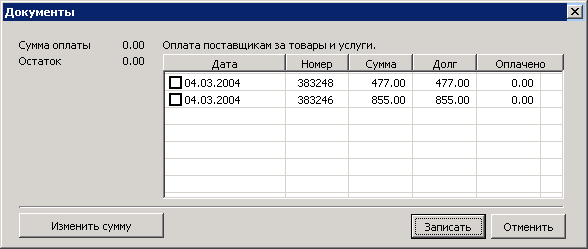 Документы
Сумма оплаты 0.00
Остаток 0.00
Оплата поставщикам за товары и услуги.
Дата Номер Сумма Долг Оплачено
04.03.2004 383248 477.00 477.00 0.00
04.03.2004 383246 855.00 855.00 0.00
Изменить сумму Записать Отменить